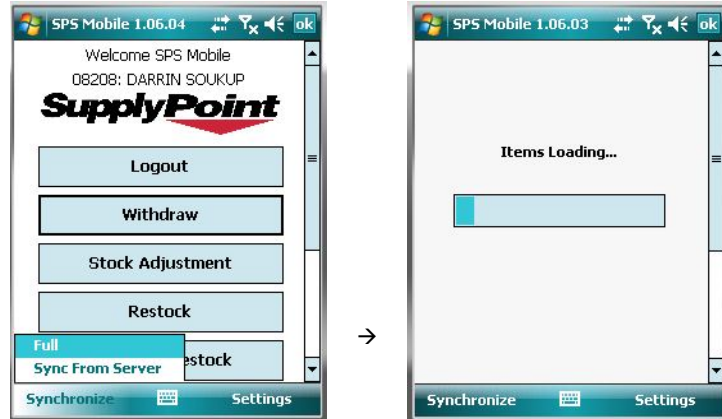 SPS Mobile 1.06.04 ok
Welcome SPS Mobile
08208: DARRIN SOUKUP
SupplyPoint
Logout
Withdraw
Stock Adjustment
Restock
Full
Sync From Server
estock
Synchronize Settings
→
SPS Mobile 1.06.03 ok
Items Loading...
Synchronize Settings